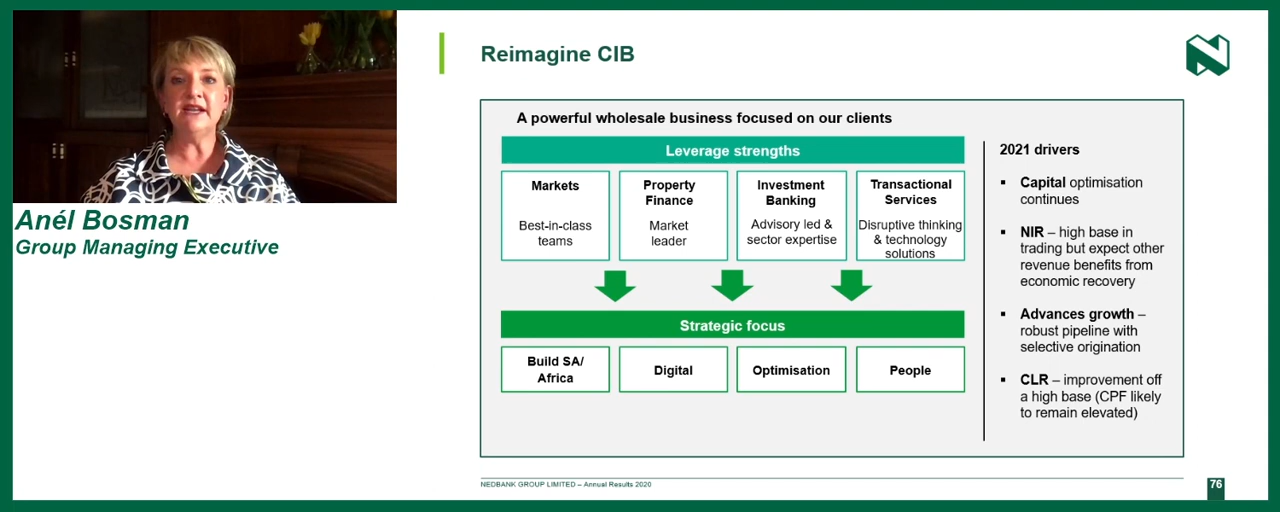 Anél Bosman
Group Managing Executive
Reimagine CIB
A powerful wholesale business focused on our clients
Leverage strengths
Markets
Best-in-class
teams
Property
Finance
Market
leader
Investment
Banking
Advisory led &
sector expertise
Transactional
Services
Disruptive thinking
& technology
solutions
Strategic focus
Build SA/
Africa
Digital
Optimisation
People
2021 drivers
▪ Capital optimisation
continues
▪ NIR – high base in
trading but expect other
revenue benefits from
economic recovery
▪ Advances growth –
robust pipeline with
selective origination
▪ CLR – improvement off
a high base (CPF likely
to remain elevated)
NEDBANK GROUP LIMITED – Annual Results 2020
76